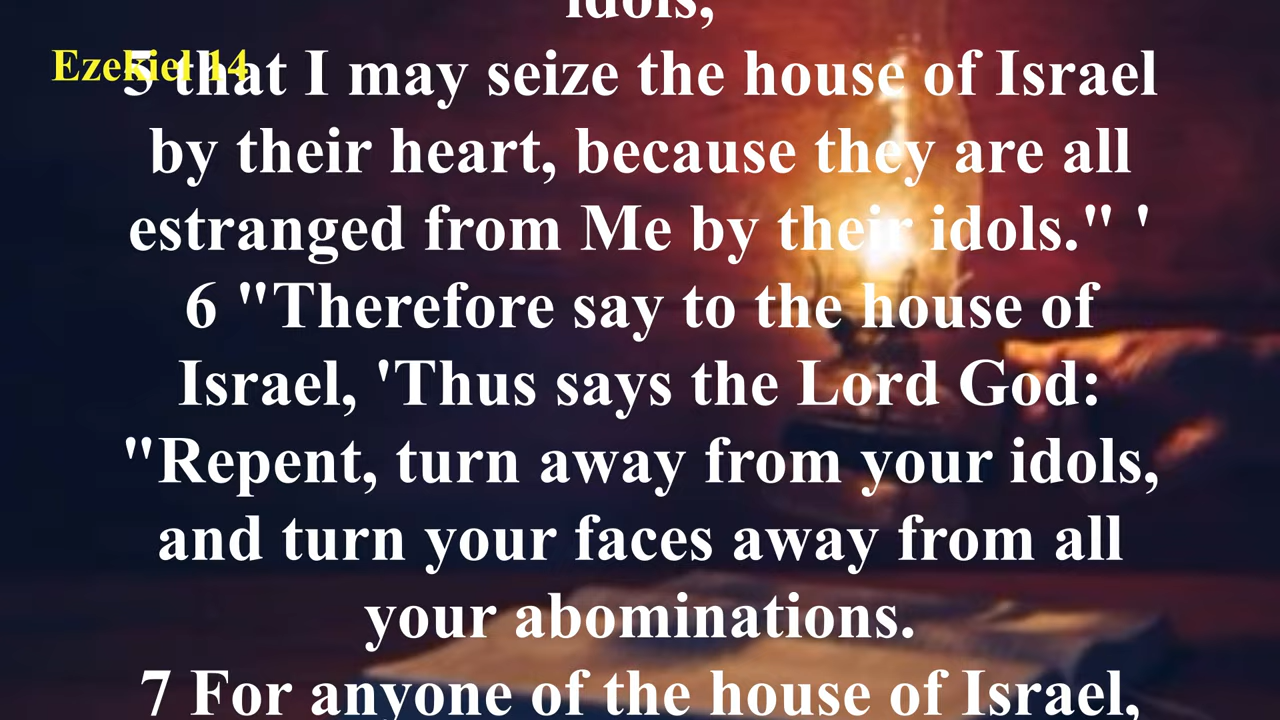 idols,
Ezekiel 14
5 that I may seize the house of Israel
by their heart, because they are all
estranged from Me by their idols." '
6 "Therefore say to the house of
Israel, 'Thus says the Lord God:
"Repent, turn away from your idols,
and turn your faces away from all
your abominations.
7 For anyone of the house of Israel,